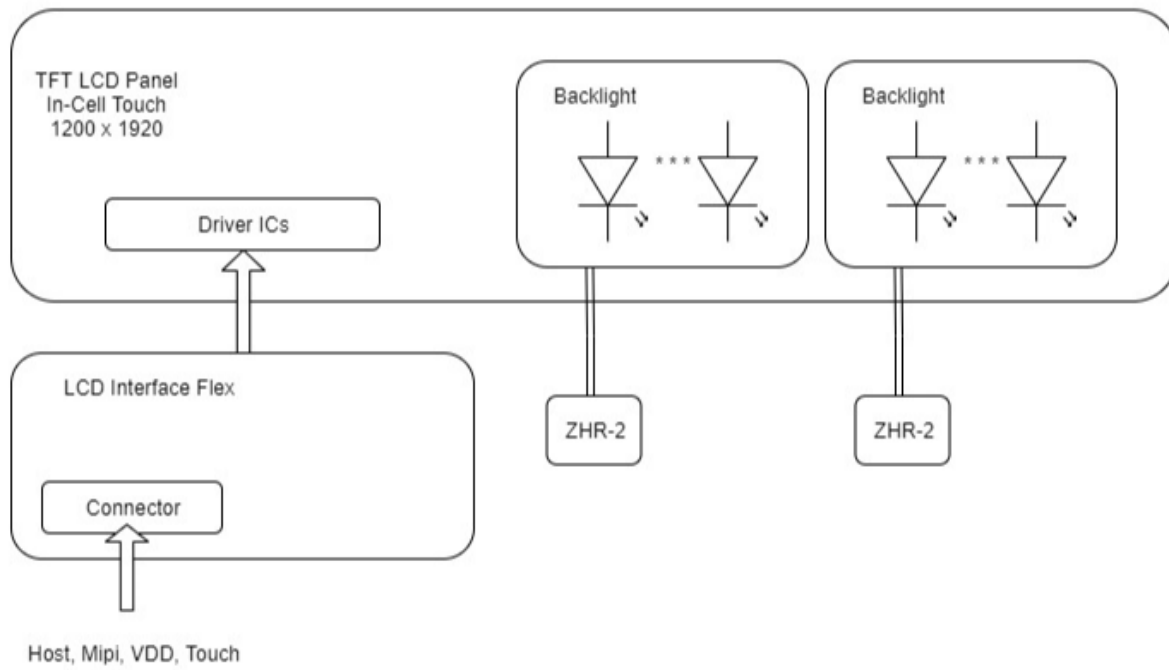 TFT LCD Panel
In-Cell Touch
1200 x 1920
Backlight
* * *
Backlight
* * *
Driver ICs
LCD Interface Flex
ZHR-2
ZHR-2
Connector
Host, Mipi, VDD, Touch